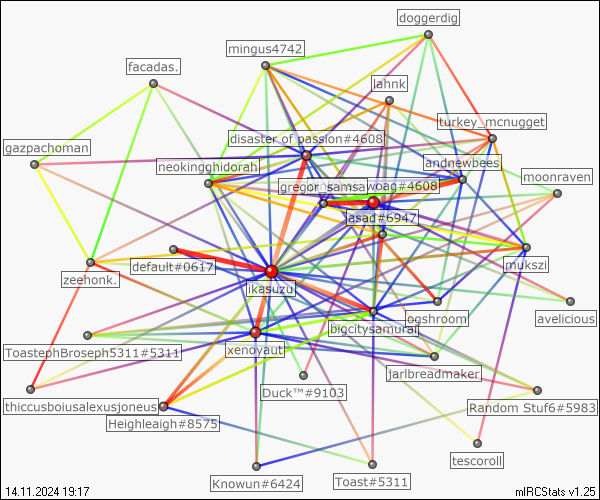 doggerdig
mingus4742
facadas.
lahnk
turkey_mcnugget
disaster of passion#4608
gazpachoman
andnewbees
neokingghidorah
moonraven
gregor_samsa
woag#4608
asad#6947
mukszi
default#0617
zeehonk.
ikasuzu
ogshroom
avelicious
bigcitysamurai
xenoyaut
ToastephBroseph5311#5311
jarlbreadmaker
Duck™#9103
thiccusboiusalexusjoneus
Random Stuf6#5983
Heighleaigh#8575
tescoroll
Knowun#6424
Toast#5311
14.11.2024 19:17
mIRCStats v1.25